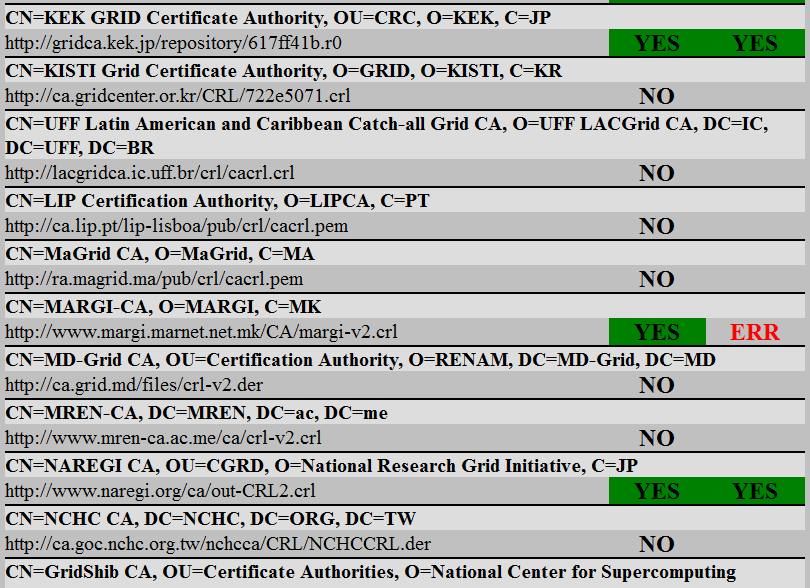 CN=KEK GRID Certificate Authority, OU=CRC, O=KEK, C=JP
http://gridca.kek.jp/repository/617ff41b.r0 YES YES
CN=KISTI Grid Certificate Authority, O=GRID, O=KISTI, C=KR
http://ca.gridcenter.or.kr/CRL/722e5071.crl NO
CN=UFF Latin American and Caribbean Catch-all Grid CA, O=UFF LACGrid CA, DC=IC,
DC=UFF, DC=BR
http://lacgridca.ic.uff.br/crl/cacrl.crl NO
CN=LIP Certification Authority, O=LIPCA, C=PT
http://ca.lip.pt/lip-lisboa/pub/crl/cacrl.pem NO
CN=MaGrid CA, O=MaGrid, C=MA
http://ra.magrid.ma/pub/crl/cacrl.pem NO
CN=MARGI-CA, O=MARGI, C=MK
http://www.margi.marnet.net.mk/CA/margi-v2.crl YES ERR
CN=MD-Grid CA, OU=Certification Authority, O=RENAM, DC=MD-Grid, DC=MD
http://ca.grid.md/files/crl-v2.der NO
CN=MREN-CA, DC=MREN, DC=ac, DC=me
http://www.mren-ca.ac.me/ca/crl-v2.crl NO
CN=NAREGI CA, OU=CGRD, O=National Research Grid Initiative, C=JP
http://www.naregi.org/ca/out-CRL2.crl YES YES
CN=NCHC CA, DC=NCHC, DC=ORG, DC=TW
http://ca.goc.nchc.org.tw/nchcca/CRL/NCHCCRL.der NO
CN=GridShib CA, OU=Certificate Authorities, O=National Center for Supercomputing